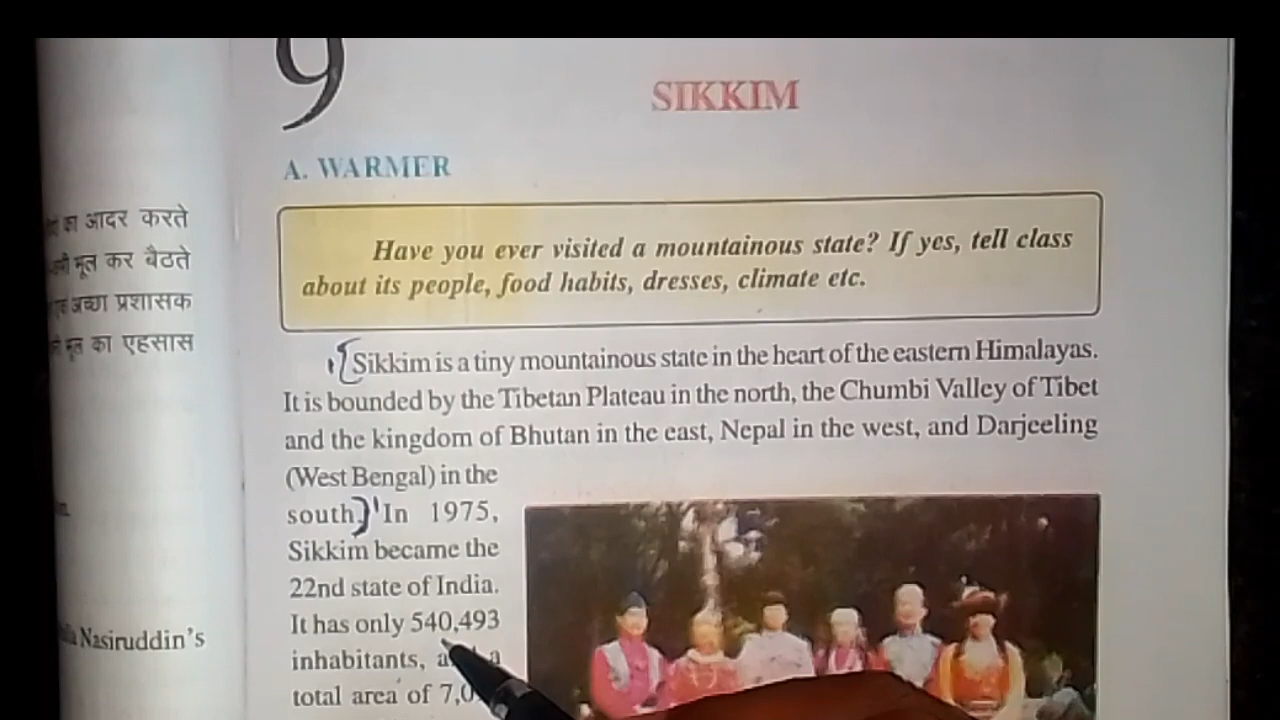 का आदर करते
भूल कर बैठते
अच्छा प्रशासक
भूल का एहसास
Nasiruddin's
9
SIKKIM
A. WARMER
Have you ever visited a mountainous state? If yes, tell class
about its people, food habits, dresses, climate etc.
Sikkim is a tiny mountainous state in the heart of the eastern Himalayas.
It is bounded by the Tibetan Plateau in the north, the Chumbi Valley of Tibet
and the kingdom of Bhutan in the east, Nepal in the west, and Darjeeling
(West Bengal) in the
south. In 1975,
Sikkim became the
22nd state of India.
It has only 540,493
inhabitants, a
total area of 7,0